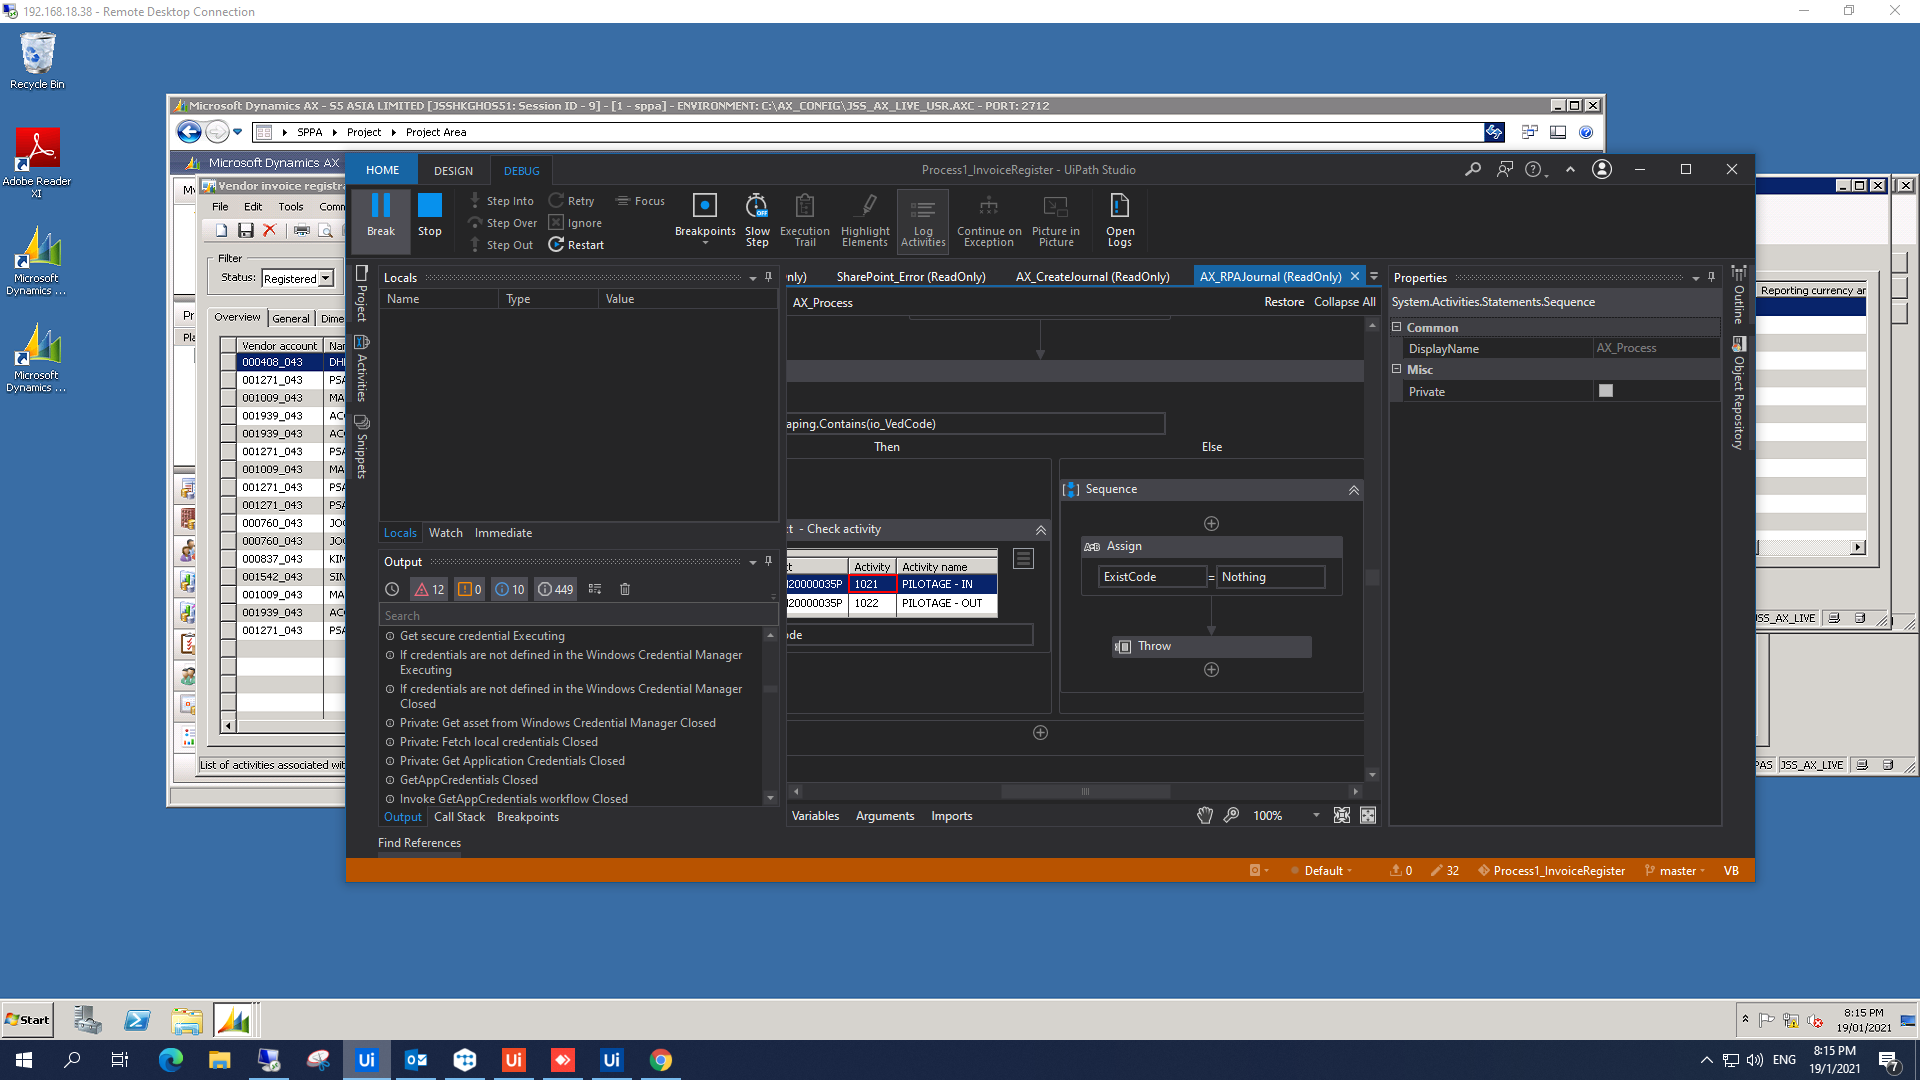 192.168.18.38 - Remote Desktop Connection
Recycle Bin
Adobe Reader
XI
Microsoft
Dynamics ...
Microsoft
Dynamics ...
Microsoft Dynamics AX - S5 ASIA LIMITED [JSSHKGHOS51: Session ID - 9] - [1 - sppa] - ENVIRONMENT: C:\AX_CONFIG\JSS_AX_LIVE_USR.AXC - PORT: 2712
SPPA Project Project Area
Microsoft Dynamics AX
Vendor invoice registra
File Edit Tools Comm
Filter
Status: Registered
Overview General Dime
Vendor account Na
000408_043 DHI
001271_043 PSA
001009_043 MA
001939_043 AC
001939_043 AC
001271_043 PSA
001009_043 MA
001271_043 PSA
001271_043 PSA
000760_043 JO
000760_043 JO
000837_043 KIM
001542_043 SIN
001009_043 MA
001939_043 AC
001271_043 PSA
List of activities associated wit
HOME DESIGN DEBUG
Process1_InvoiceRegister - UiPath Studio
Break
Stop
Step Into
Step Over
Step Out
Retry
Ignore
Restart
Focus
Breakpoints
Slow
Step
Execution
Trail
Highlight
Elements
Log
Activities
Continue on
Exception
Picture in
Picture
Open
Logs
Project
Activities
Snippets
Locals
Name Type Value
Locals Watch Immediate
Output
12 0 10 449
Search
Get secure credential Executing
If credentials are not defined in the Windows Credential Manager
Executing
If credentials are not defined in the Windows Credential Manager
Closed
Private: Get asset from Windows Credential Manager Closed
Private: Fetch local credentials Closed
Private: Get Application Credentials Closed
GetAppCredentials Closed
Invoke GetAppCredentials workflow Closed
Output Call Stack Breakpoints
Find References
nly) SharePoint_Error (ReadOnly) AX_CreateJournal (ReadOnly) AX_RPAJournal (ReadOnly)
AX_Process
Restore Collapse All
aping.Contains(io_VedCode)
Then Else
Sequence
Assign
ExistCode = Nothing
Throw
t - Check activity
Activity Activity name
20000035P 1021 PILOTAGE - IN
20000035P 1022 PILOTAGE - OUT
ode
Variables Arguments Imports
100%
Properties
System.Activities.Statements.Sequence
Common
DisplayName AX_Process
Misc
Private
Outline
Object Repository
Reporting currency ar
SS_AX_LIVE
PAS JSS_AX_LIVE
Default 0 32 Process1_InvoiceRegister master VB
Start
8:15 PM
19/01/2021
Ui Ui Ui
ENG
8:15 PM
19/1/2021
7